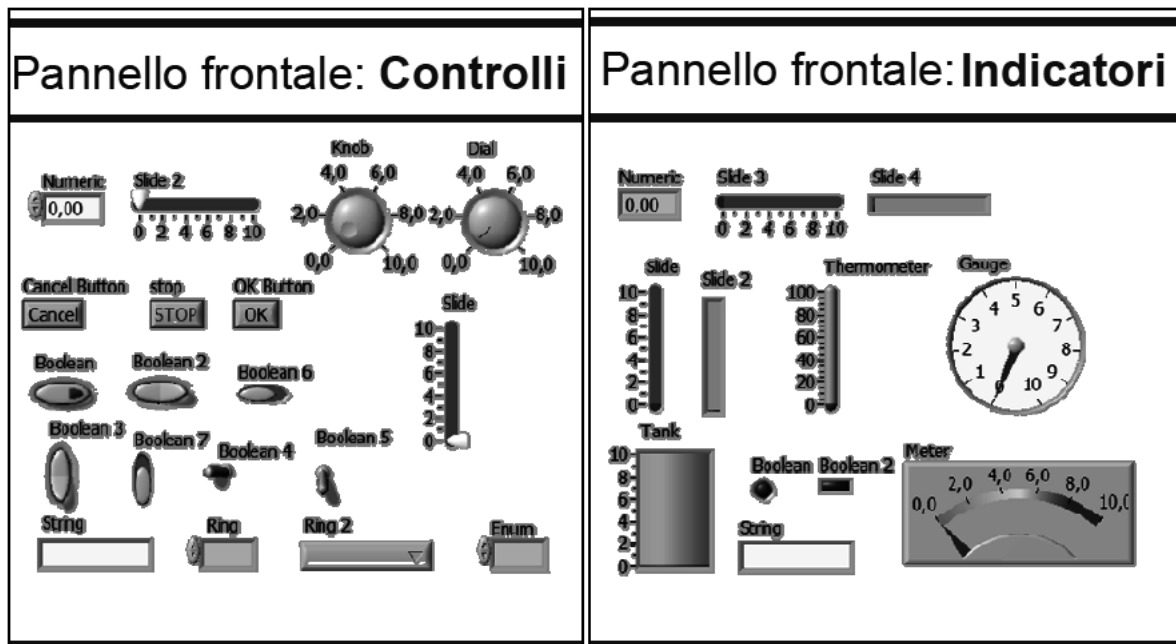 Pannello frontale: Controlli
Knob
Dial
4,0 6,0
4,0 6,0
Numeric
Slide 2
0,00
2,0 8,0
2,0 8,0
0 2 4 6 8 10
0,0 10,0
0,0 10,0
Cancel Button
stop
OK Button
Slide
Cancel
STOP
OK
10
8
6
4
2
0
Boolean
Boolean 2
Boolean 6
Boolean 3
Boolean 7
Boolean 4
Boolean 5
String
Ring
Ring 2
Enum
Pannello frontale: Indicatori
Numeric
Slide 3
Slide 4
0,00
0 2 4 6 8 10
Slide
Slide 2
Thermometer
Gauge
10
8
6
4
2
0
100
80
60
40
20
0
0 1 2 3 4 5 6 7 8 9 10
Tank
Boolean
Boolean 2
Meter
10
8
6
4
2
0
0,0 2,0 4,0 6,0 8,0 10,0
String